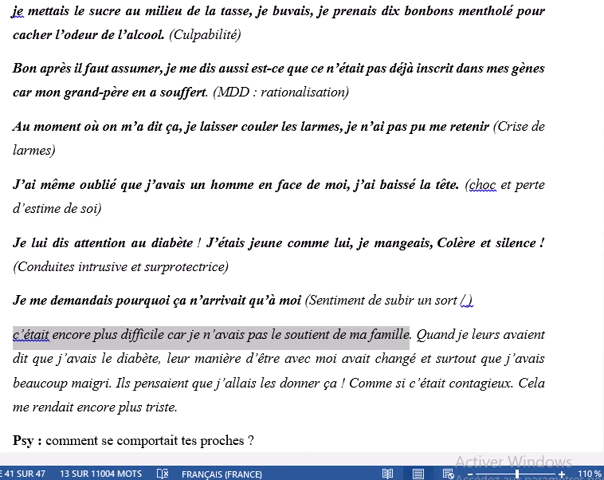 je mettais le sucre au milieu de la tasse, je buvais, je prenais dix bonbons mentholé pour
cacher l’odeur de l’alcool. (Culpabilité)
Bon après il faut assumer, je me dis aussi est-ce que ce n’était pas déjà inscrit dans mes gènes
car mon grand-père en a souffert. (MDD : rationalisation)
Au moment où on m’a dit ça, je laisser couler les larmes, je n’ai pas pu me retenir (Crise de
larmes)
J’ai même oublié que j’avais un homme en face de moi, j’ai baissé la tête. (choc et perte
d’estime de soi)
Je lui dis attention au diabète ! J’étais jeune comme lui, je mangeais, Colère et silence !
(Conduites intrusive et surprotectrice)
Je me demandais pourquoi ça n’arrivait qu’à moi (Sentiment de subir un sort /.)
c’était encore plus difficile car je n’avais pas le soutient de ma famille. Quand je leurs avaient
dit que j’avais le diabète, leur manière d’être avec moi avait changé et surtout que j’avais
beaucoup maigri. Ils pensaient que j’allais les donner ça ! Comme si c’était contagieux. Cela
me rendait encore plus triste.
Psy : comment se comportait tes proches ?
Activer Windows
E 41 SUR 47 13 SUR 11004 MOTS FRANÇAIS (FRANCE) 110 %